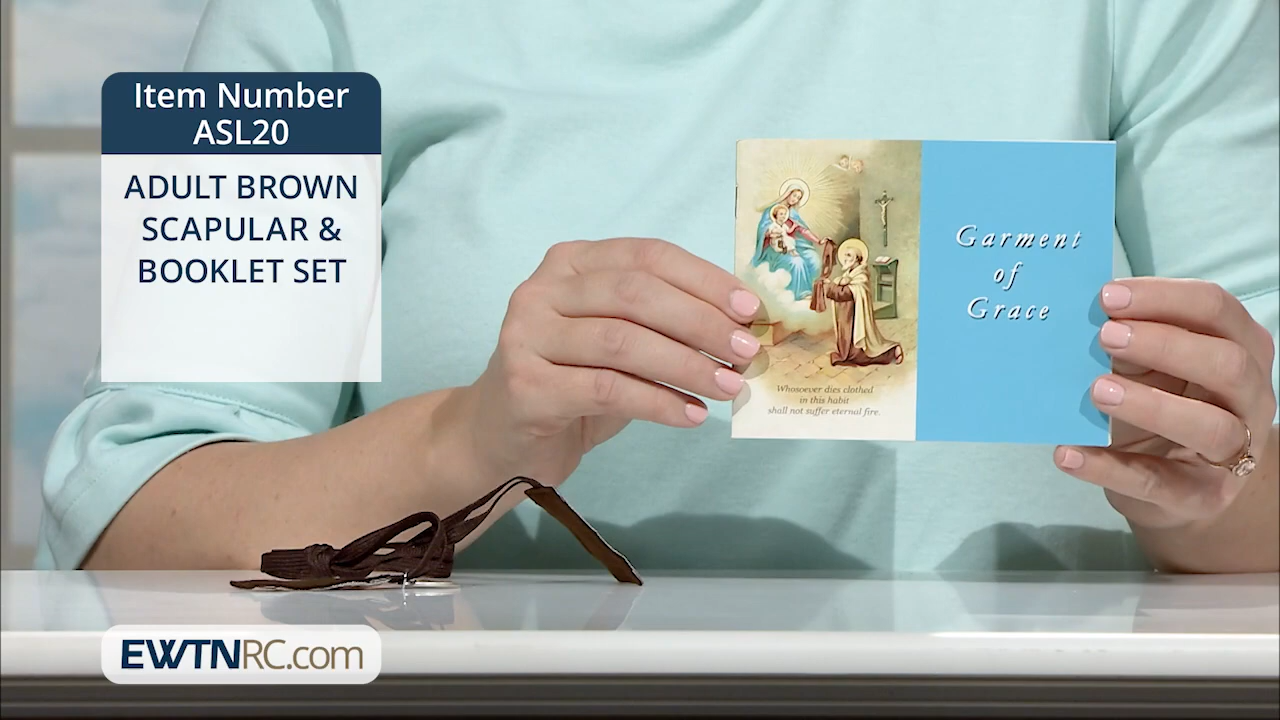 Item Number
ASL20
ADULT BROWN
SCAPULAR &
BOOKLET SET
Garment
of
Grace
Whosoever dies clothed
in this habit
shall not suffer eternal fire.
EWTNRC.com